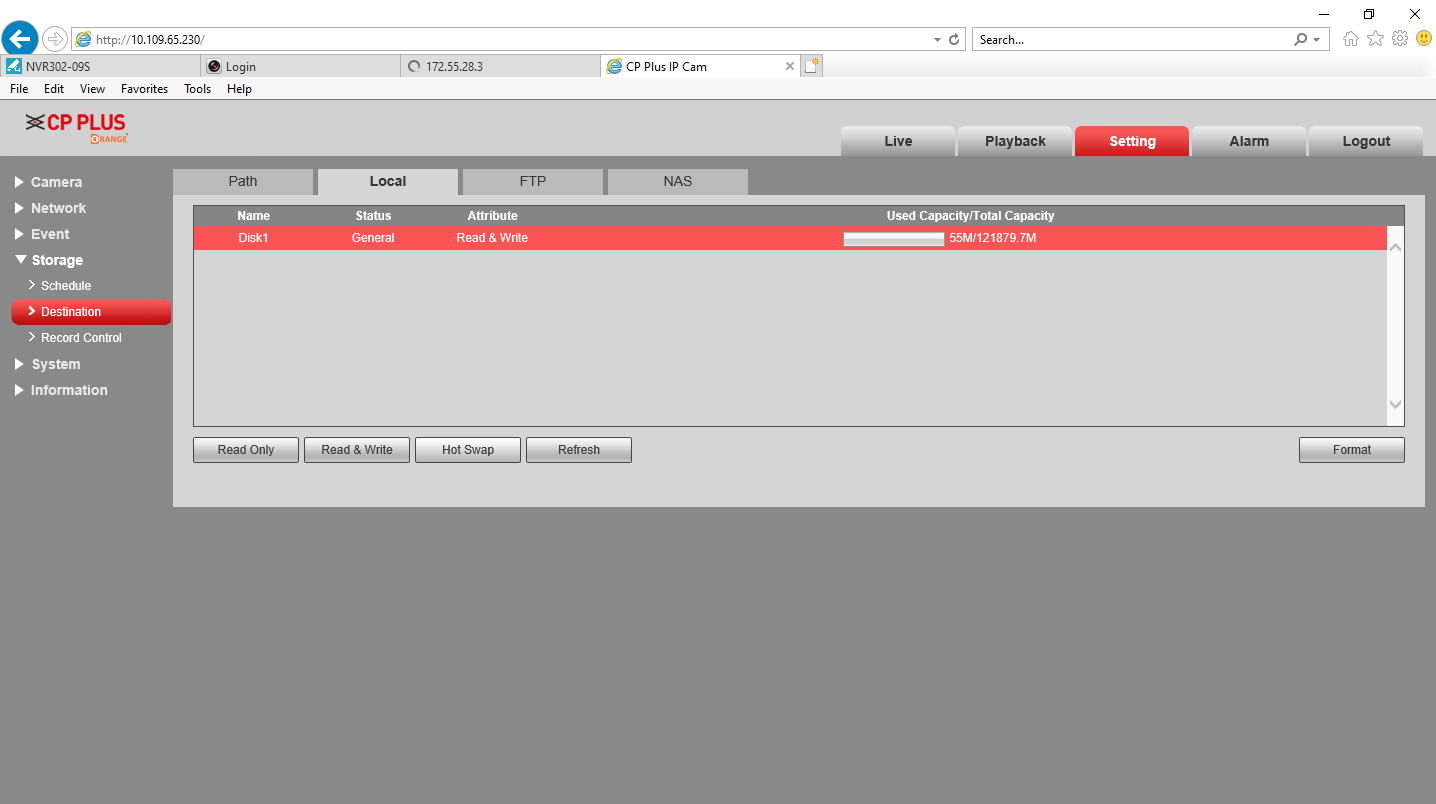 http://10.109.65.230/
Search...
NVR302-09S
Login
172.55.28.3
CP Plus IP Cam
File Edit View Favorites Tools Help
CP PLUS
ORANGE
Live Playback Setting Alarm Logout
Camera
Network
Event
Storage
Schedule
Destination
Record Control
System
Information
Path Local FTP NAS
Name Status Attribute Used Capacity/Total Capacity
Disk1 General Read & Write 55M/121879.7M
Read Only Read & Write Hot Swap Refresh Format